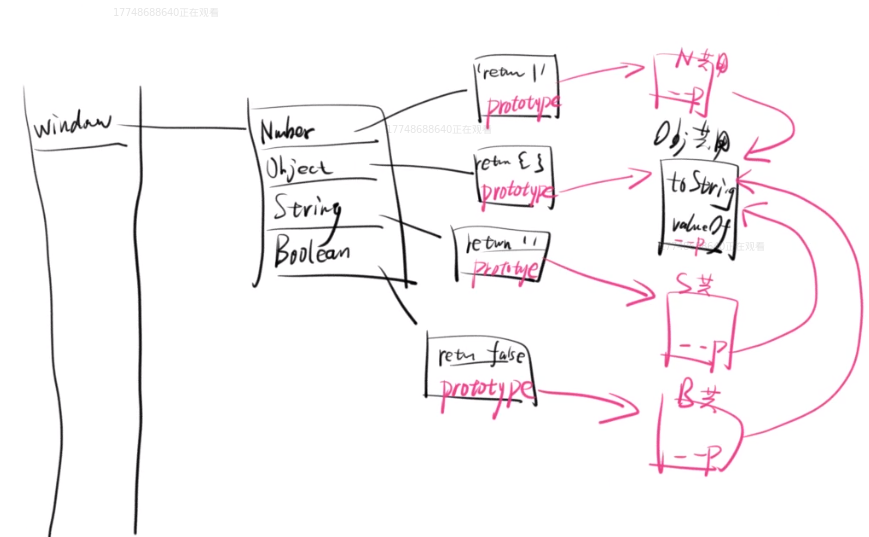 17748688640正在观看
window
Number
Object
String
Boolean
'retun 1'
prototype
17748688640正在观看
retun { }
prototype
retun ' '
prototye
retun false
prototype
N共用
--p
Obj共用
toString
valueOf
--p
正在观看
S共
--p
B共
--p